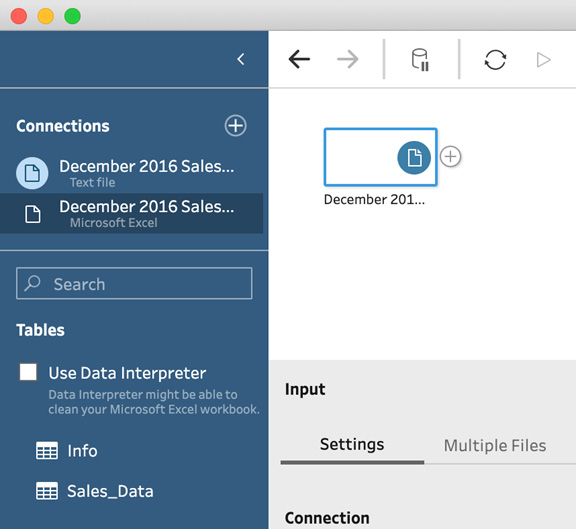 Connections
December 2016 Sales...
Text file
December 2016 Sales...
Microsoft Excel
Search
Tables
Use Data Interpreter
Data Interpreter might be able to
clean your Microsoft Excel workbook.
Info
Sales_Data
December 201...
Input
Settings
Multiple Files
Connection